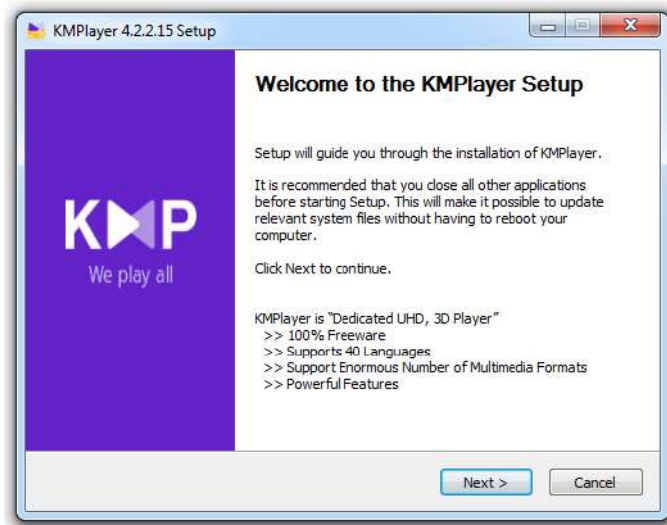 KMPlayer 4.2.2.15 Setup
Welcome to the KMPlayer Setup
Setup will guide you through the installation of KMPlayer.
It is recommended that you close all other applications
before starting Setup. This will make it possible to update
relevant system files without having to reboot your
computer.
Click Next to continue.
KMP
We play all
KMPlayer is "Dedicated UHD, 3D Player"
>> 100% Freeware
>> Supports 40 Languages
>> Support Enormous Number of Multimedia Formats
>> Powerful Features
Next >
Cancel